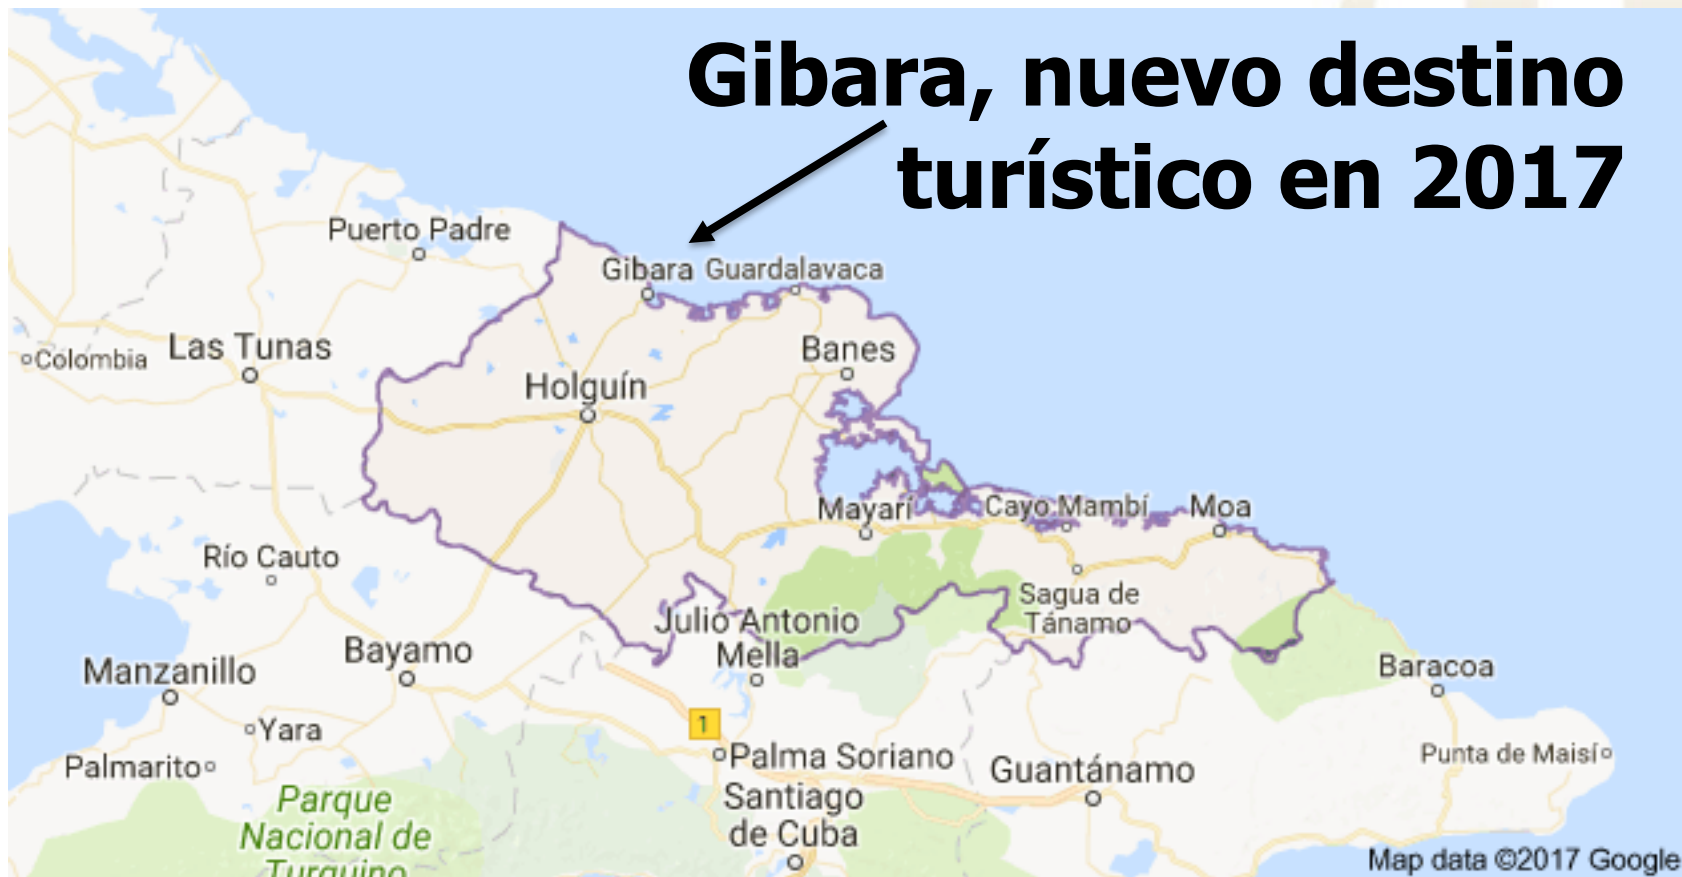 Gibara, nuevo destino
turístico en 2017
Puerto Padre
Gibara
Guardalavaca
Colombia
Las Tunas
Banes
Holguín
Mayarí
Cayo Mambí
Moa
Río Cauto
Sagua de
Tánamo
Julio Antonio
Mella
Bayamo
Manzanillo
Baracoa
1
Yara
Palma Soriano
Punta de Maisí
Palmarito
Guantánamo
Parque
Nacional de
Turquino
Santiago
de Cuba
Map data ©2017 Google